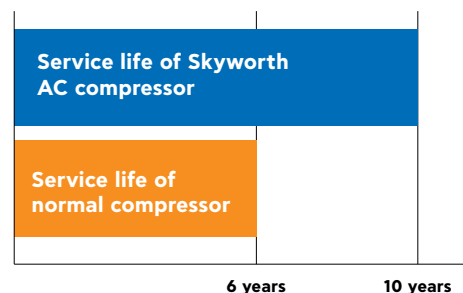 Service life of Skyworth
AC compressor
Service life of
normal compressor
6 years
10 years